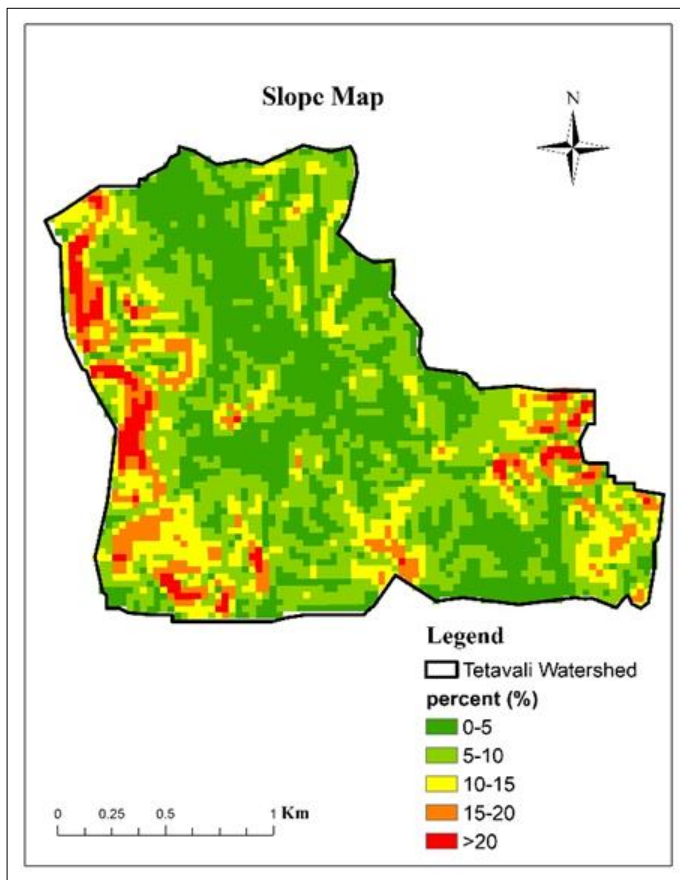 Slope Map
N
Legend
Tetavali Watershed
percent (%)
0-5
5-10
10-15
15-20
>20
0 0.25 0.5 1 Km